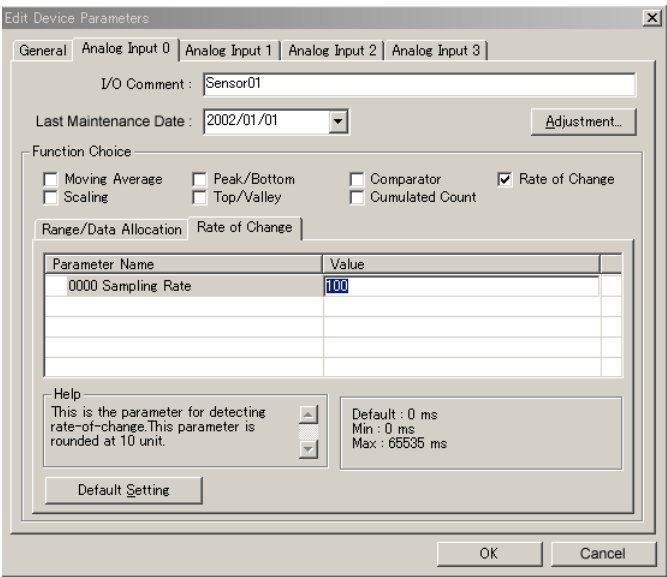 Edit Device Parameters
General Analog Input 0 Analog Input 1 Analog Input 2 Analog Input 3
I/O Comment : Sensor01
Last Maintenance Date : 2002/01/01 Adjustment...
Function Choice
Moving Average Peak/Bottom Comparator Rate of Change
Scaling Top/Valley Cumulated Count
Range/Data Allocation Rate of Change
Parameter Name Value
0000 Sampling Rate 100
Help
This is the parameter for detecting
rate-of-change.This parameter is
rounded at 10 unit.
Default : 0 ms
Min : 0 ms
Max : 65535 ms
Default Setting
OK Cancel